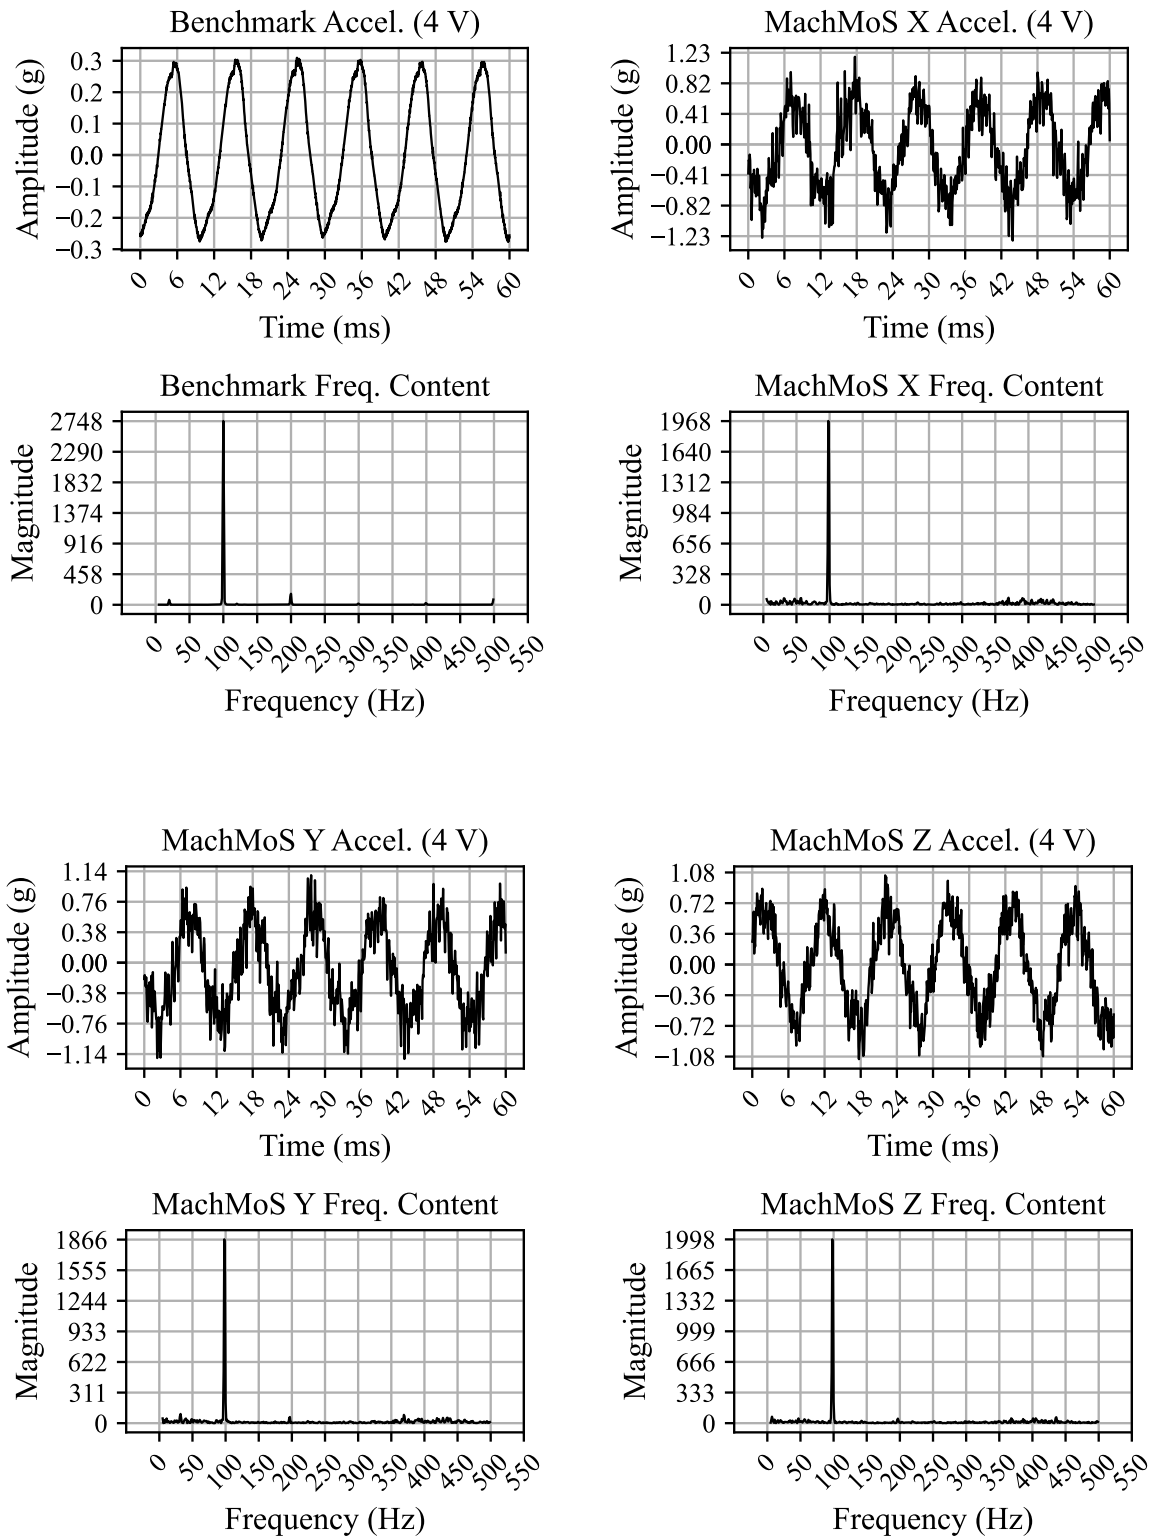 Benchmark Accel. (4 V)
Amplitude (g)
0.3
0.2
0.1
0.0
−0.1
−0.2
−0.3
0 6 12 18 24 30 36 42 48 54 60
Time (ms)
MachMoS X Accel. (4 V)
Amplitude (g)
1.23
0.82
0.41
0.00
−0.41
−0.82
−1.23
0 6 12 18 24 30 36 42 48 54 60
Time (ms)
Benchmark Freq. Content
Magnitude
2748
2290
1832
1374
916
458
0
0 50 100 150 200 250 300 350 400 450 500 550
Frequency (Hz)
MachMoS X Freq. Content
Magnitude
1968
1640
1312
984
656
328
0
0 50 100 150 200 250 300 350 400 450 500 550
Frequency (Hz)
MachMoS Y Accel. (4 V)
Amplitude (g)
1.14
0.76
0.38
0.00
−0.38
−0.76
−1.14
0 6 12 18 24 30 36 42 48 54 60
Time (ms)
MachMoS Z Accel. (4 V)
Amplitude (g)
1.08
0.72
0.36
0.00
−0.36
−0.72
−1.08
0 6 12 18 24 30 36 42 48 54 60
Time (ms)
MachMoS Y Freq. Content
Magnitude
1866
1555
1244
933
622
311
0
0 50 100 150 200 250 300 350 400 450 500 550
Frequency (Hz)
MachMoS Z Freq. Content
Magnitude
1998
1665
1332
999
666
333
0
0 50 100 150 200 250 300 350 400 450 500 550
Frequency (Hz)